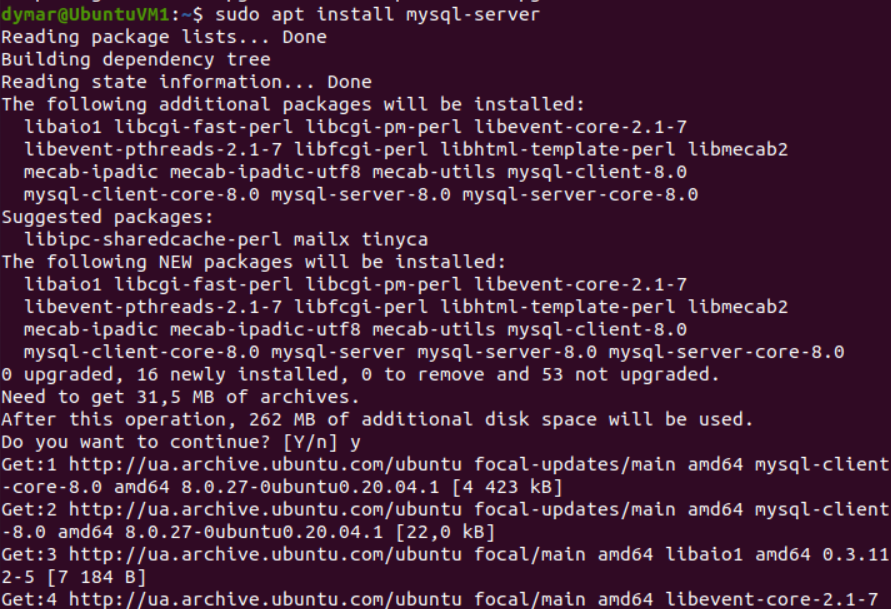 dymar@UbuntuVM1:~$ sudo apt install mysql-server
Reading package lists... Done
Building dependency tree
Reading state information... Done
The following additional packages will be installed:
  libaio1 libcgi-fast-perl libcgi-pm-perl libevent-core-2.1-7
  libevent-pthreads-2.1-7 libfcgi-perl libhtml-template-perl libmecab2
  mecab-ipadic mecab-ipadic-utf8 mecab-utils mysql-client-8.0
  mysql-client-core-8.0 mysql-server-8.0 mysql-server-core-8.0
Suggested packages:
  libipc-sharedcache-perl mailx tinyca
The following NEW packages will be installed:
  libaio1 libcgi-fast-perl libcgi-pm-perl libevent-core-2.1-7
  libevent-pthreads-2.1-7 libfcgi-perl libhtml-template-perl libmecab2
  mecab-ipadic mecab-ipadic-utf8 mecab-utils mysql-client-8.0
  mysql-client-core-8.0 mysql-server mysql-server-8.0 mysql-server-core-8.0
0 upgraded, 16 newly installed, 0 to remove and 53 not upgraded.
Need to get 31,5 MB of archives.
After this operation, 262 MB of additional disk space will be used.
Do you want to continue? [Y/n] y
Get:1 http://ua.archive.ubuntu.com/ubuntu focal-updates/main amd64 mysql-client
-core-8.0 amd64 8.0.27-0ubuntu0.20.04.1 [4 423 kB]
Get:2 http://ua.archive.ubuntu.com/ubuntu focal-updates/main amd64 mysql-client
-8.0 amd64 8.0.27-0ubuntu0.20.04.1 [22,0 kB]
Get:3 http://ua.archive.ubuntu.com/ubuntu focal/main amd64 libaio1 amd64 0.3.11
2-5 [7 184 B]
Get:4 http://ua.archive.ubuntu.com/ubuntu focal/main amd64 libevent-core-2.1-7